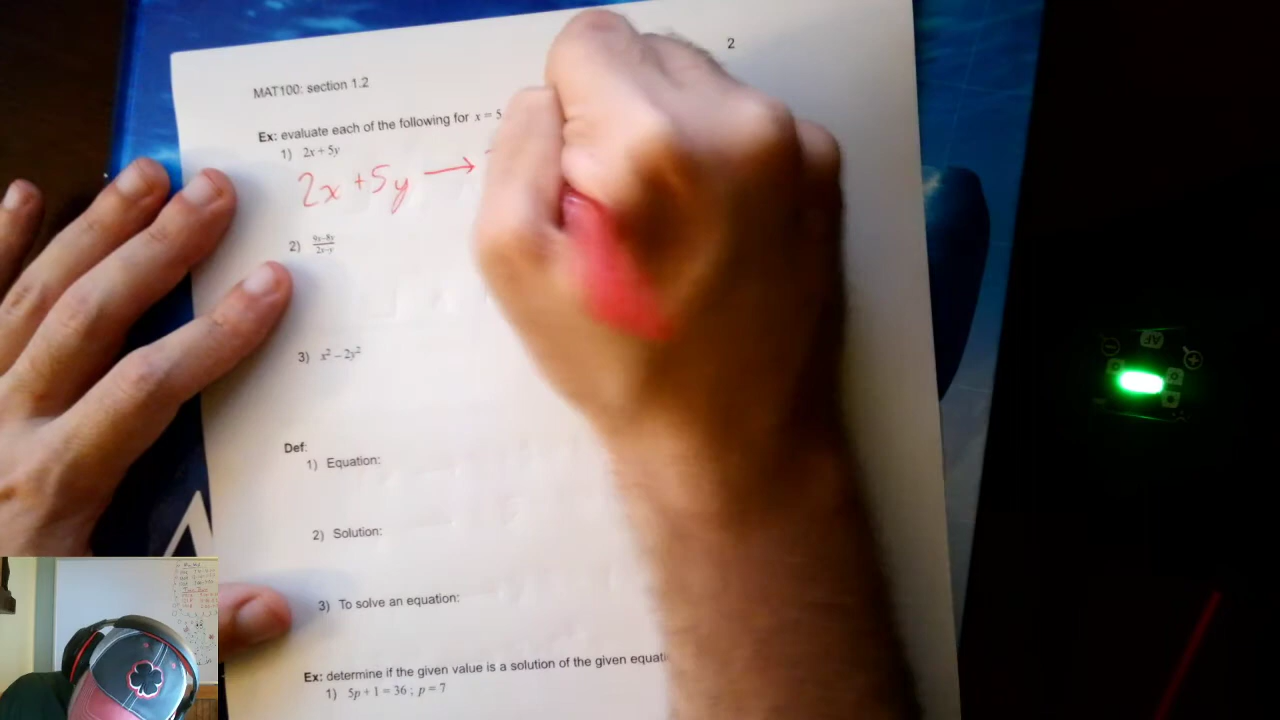 2
MAT100: section 1.2
Ex: evaluate each of the following for x = 5
1) 2x + 5y
2x + 5y →
2) 9x−8y / 2x−y
3) x² − 2y²
Def:
1) Equation:
2) Solution:
3) To solve an equation:
Ex: determine if the given value is a solution of the given equati
1) 5p + 1 = 36 ; p = 7
AF